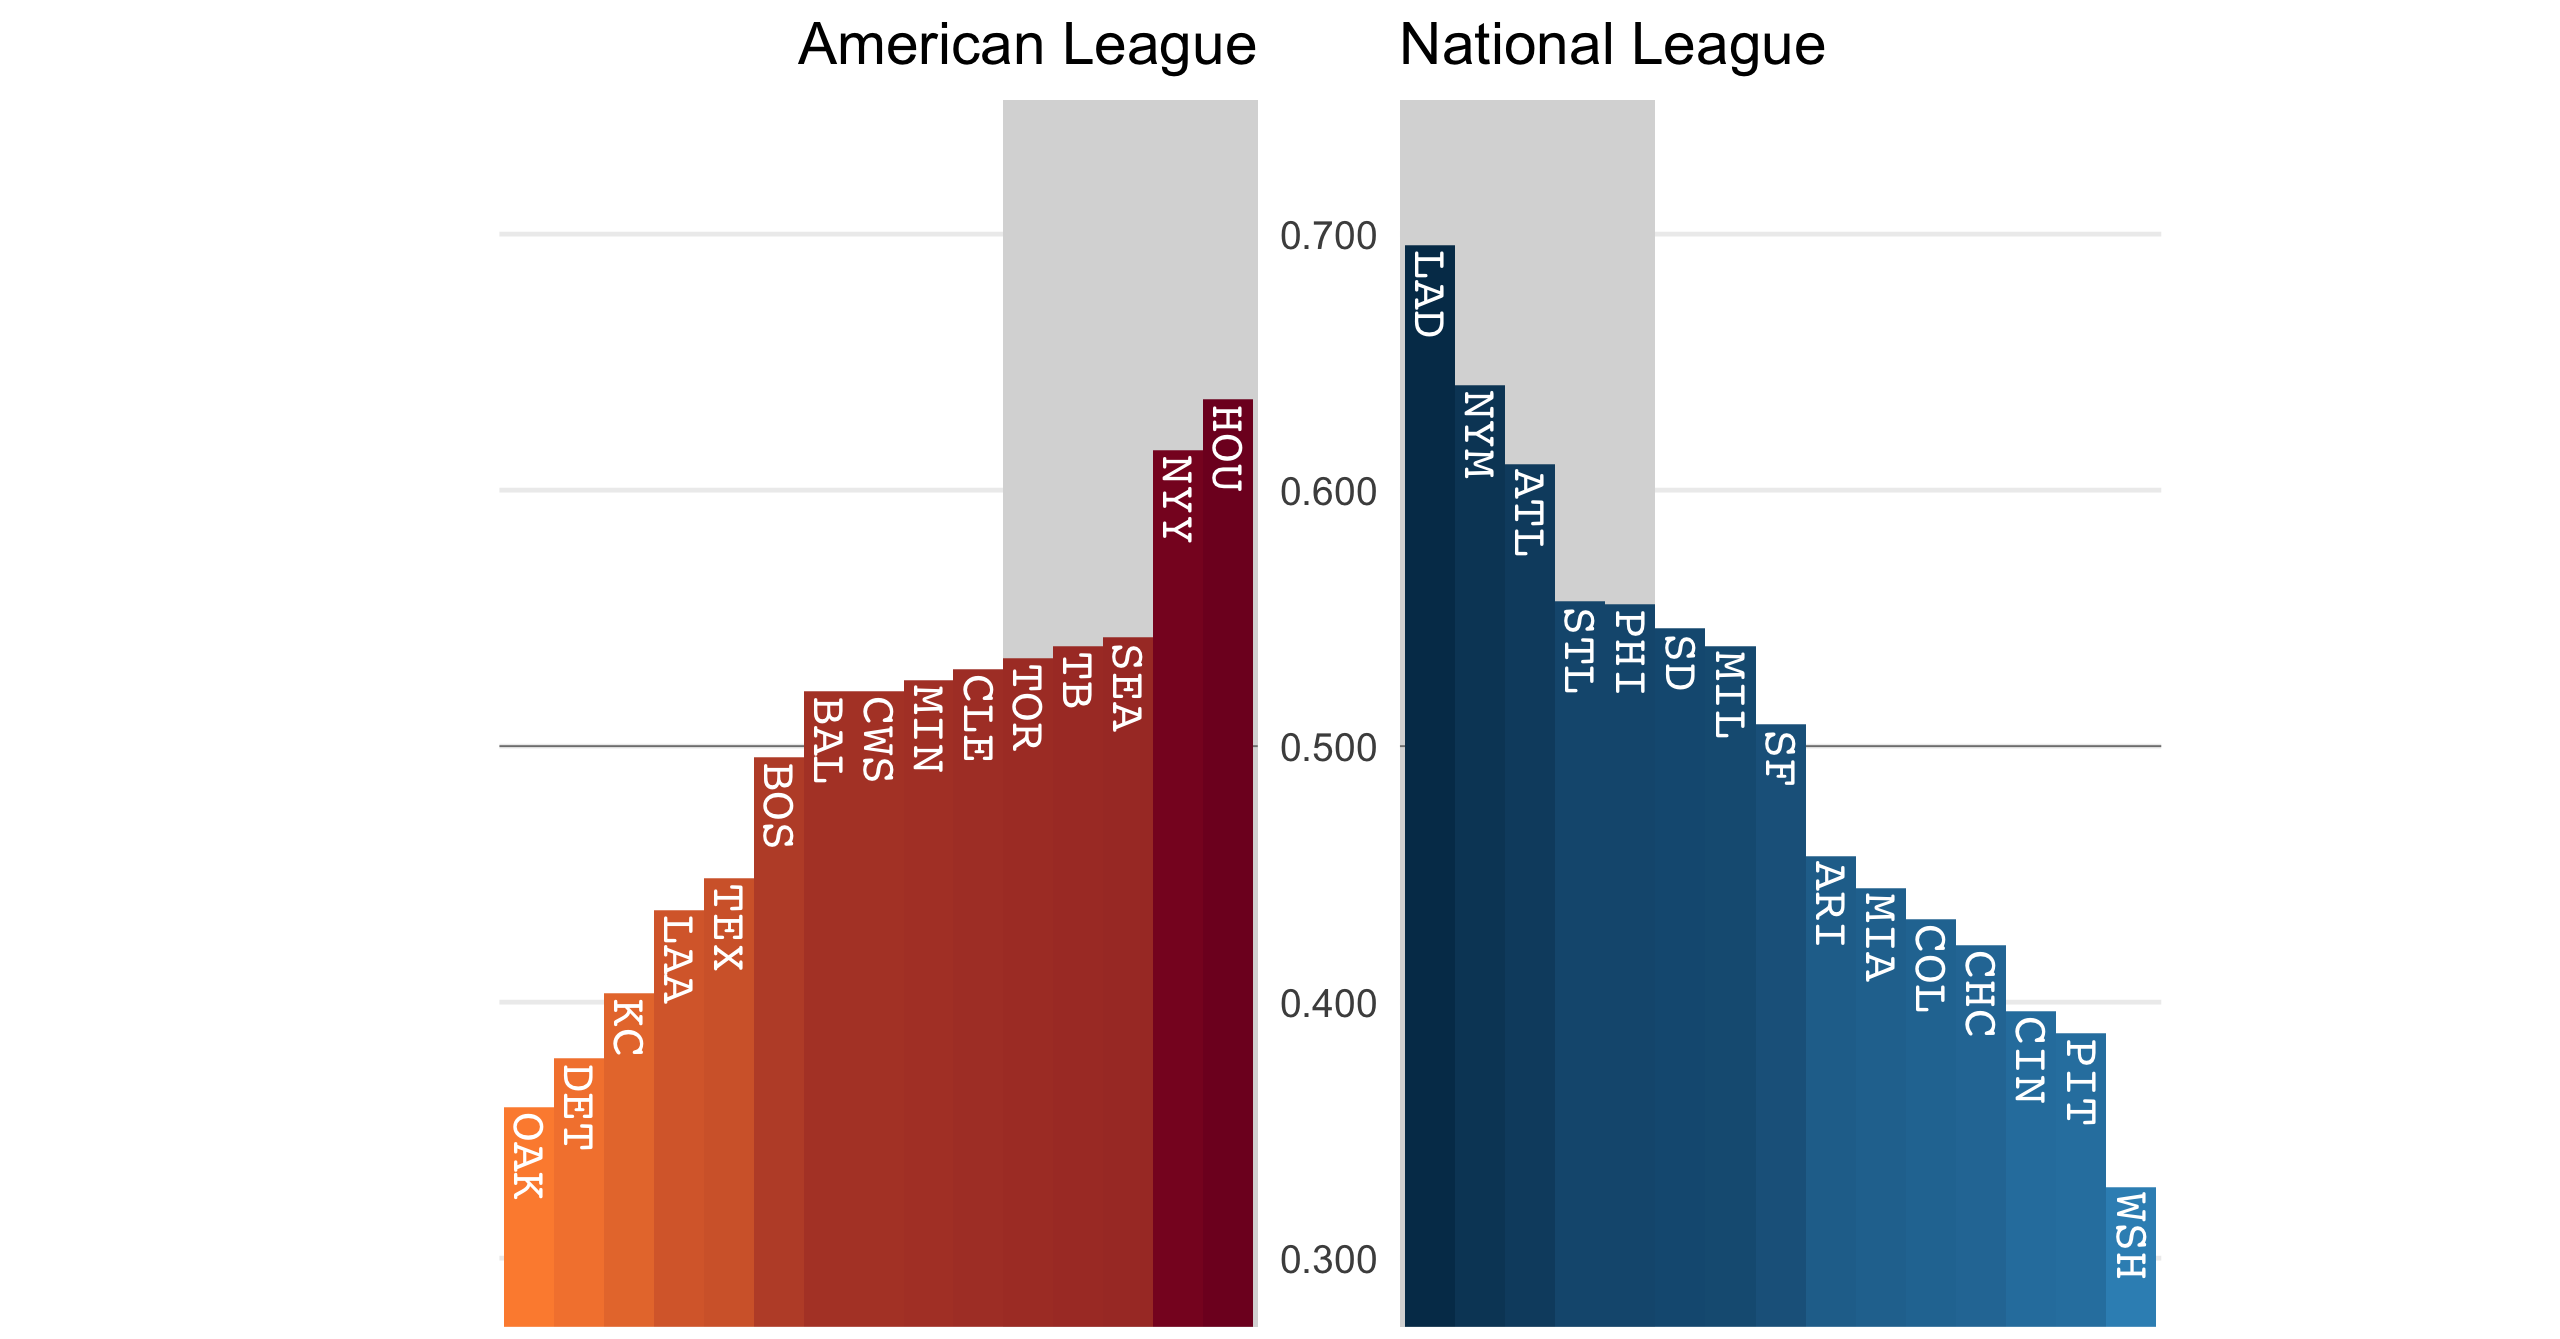 American League
National League
0.700
0.600
0.500
0.400
0.300
OAK
DET
KC
LAA
TEX
BOS
BAL
CWS
MIN
CLE
TOR
TB
SEA
NYY
HOU
LAD
NYM
ATL
STL
PHI
SD
MIL
SF
ARI
MIA
COL
CHC
CIN
PIT
WSH